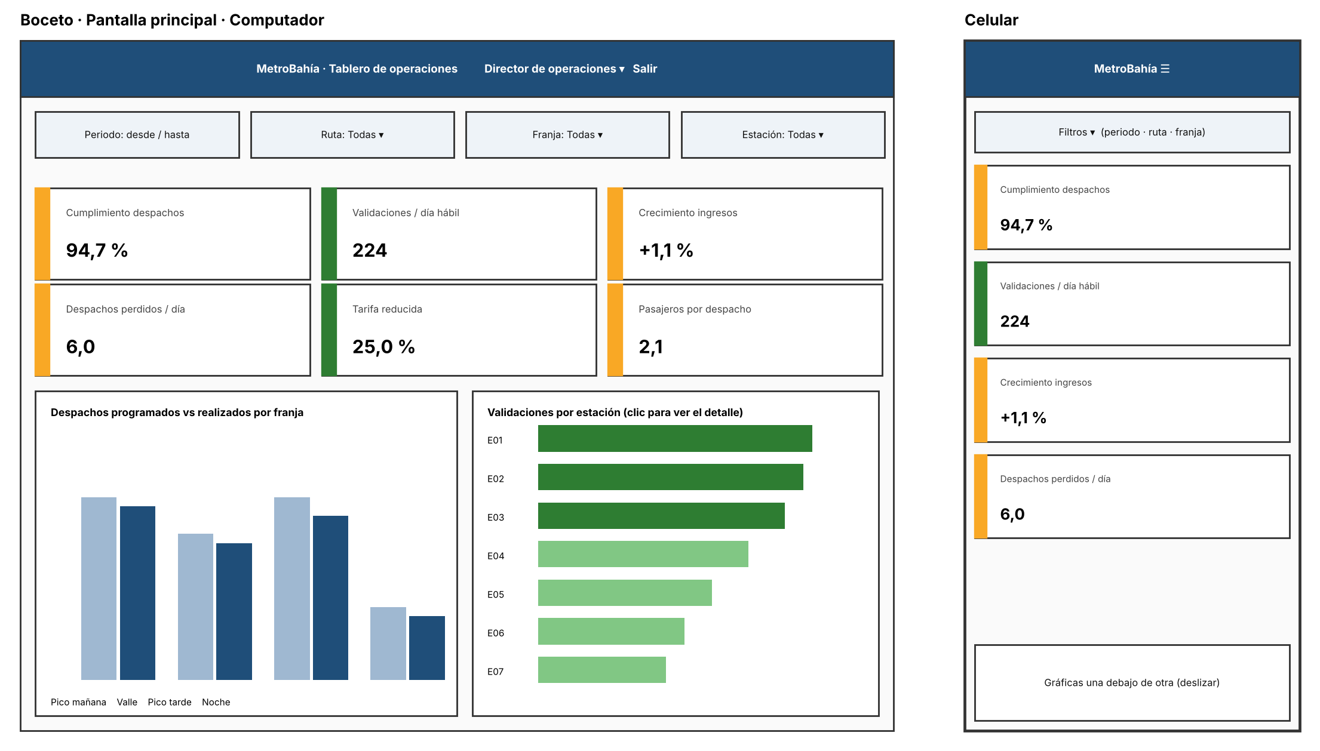 Boceto · Pantalla principal · Computador
MetroBahía · Tablero de operaciones
Director de operaciones ▾
Salir
Periodo: desde / hasta
Ruta: Todas ▾
Franja: Todas ▾
Estación: Todas ▾
Cumplimiento despachos
94,7 %
Validaciones / día hábil
224
Crecimiento ingresos
+1,1 %
Despachos perdidos / día
6,0
Tarifa reducida
25,0 %
Pasajeros por despacho
2,1
Despachos programados vs realizados por franja
Pico mañana
Valle
Pico tarde
Noche
Validaciones por estación (clic para ver el detalle)
E01
E02
E03
E04
E05
E06
E07
Celular
MetroBahía ☰
Filtros ▾ (periodo · ruta · franja)
Cumplimiento despachos
94,7 %
Validaciones / día hábil
224
Crecimiento ingresos
+1,1 %
Despachos perdidos / día
6,0
Gráficas una debajo de otra (deslizar)